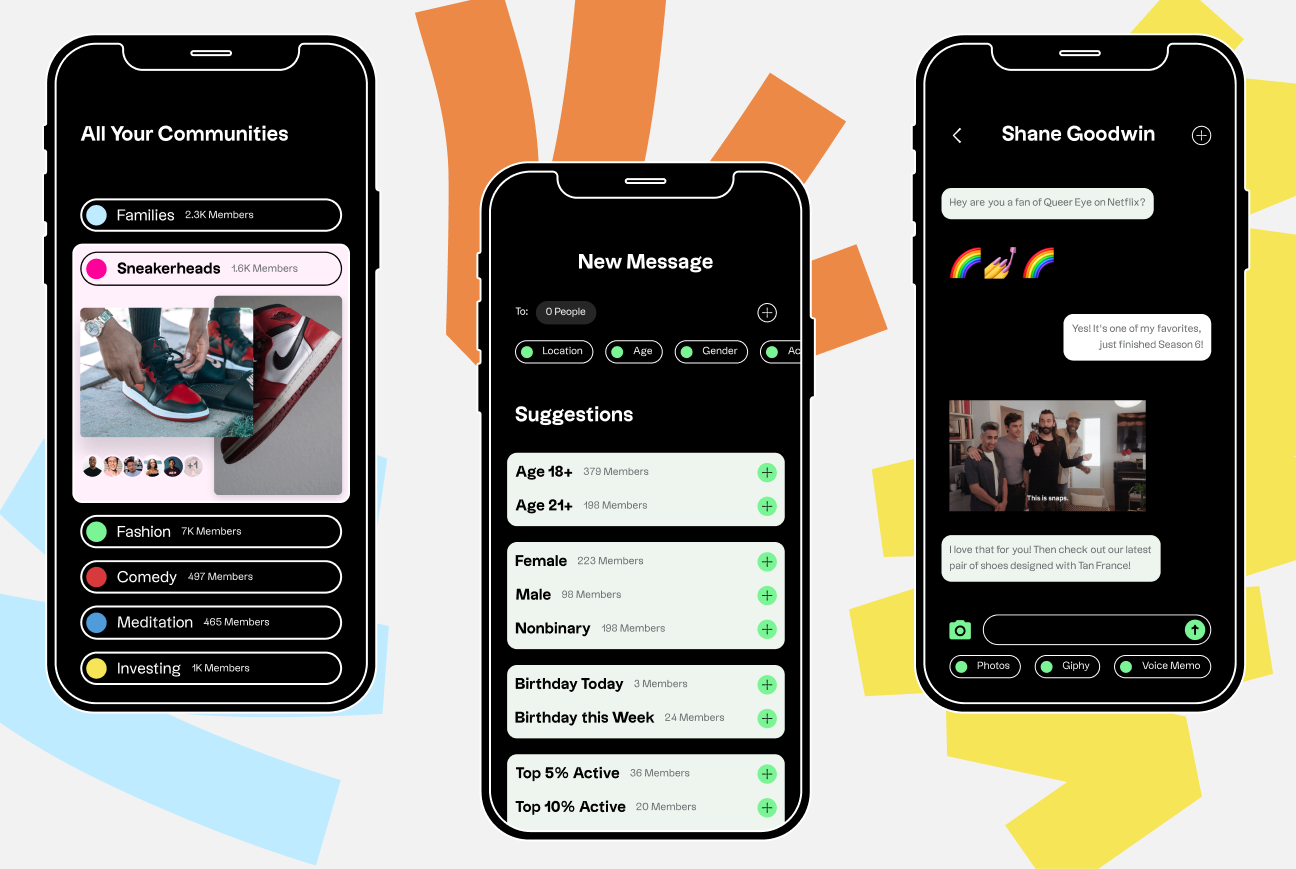 All Your Communities
Families 2.3K Members
Sneakerheads 1.6K Members
+1
Fashion 7K Members
Comedy 497 Members
Meditation 465 Members
Investing 1K Members
New Message
To: 0 People
Location Age Gender Ac
Suggestions
Age 18+ 379 Members
Age 21+ 198 Members
Female 223 Members
Male 98 Members
Nonbinary 198 Members
Birthday Today 3 Members
Birthday this Week 24 Members
Top 5% Active 36 Members
Top 10% Active 20 Members
Shane Goodwin
Hey are you a fan of Queer Eye on Netflix?
Yes! It's one of my favorites,
just finished Season 6!
This is snaps.
I love that for you! Then check out our latest
pair of shoes designed with Tan France!
Photos Giphy Voice Memo